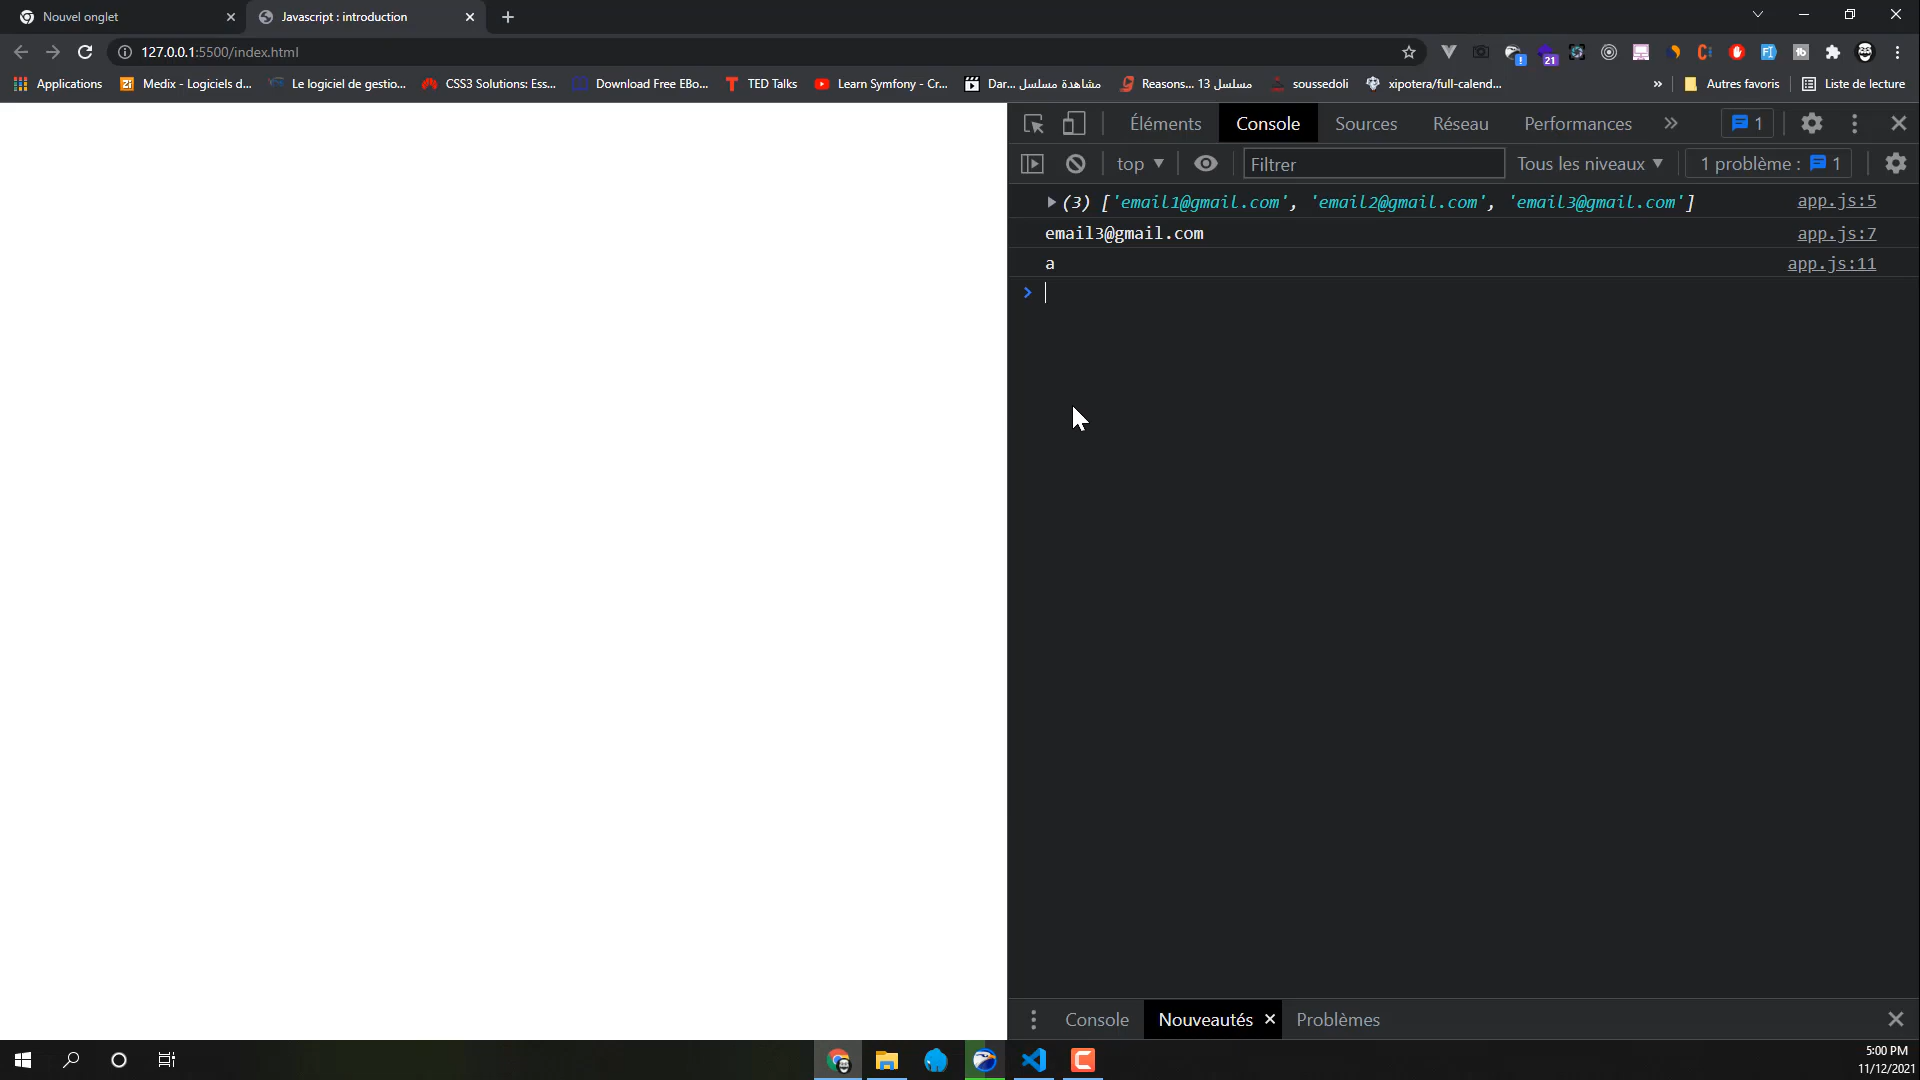 Nouvel onglet
Javascript : introduction
127.0.0.1:5500/index.html
Applications
Medix - Logiciels d...
Le logiciel de gestio...
CSS3 Solutions: Ess...
Download Free EBo...
TED Talks
Learn Symfony - Cr...
Dar... مشاهدة مسلسل
Reasons... 13 مسلسل
soussedoli
xipotera/full-calend...
»
Autres favoris
Liste de lecture
21
Éléments
Console
Sources
Réseau
Performances
1
top
Filtrer
Tous les niveaux
1 problème : 1
(3) ['email1@gmail.com', 'email2@gmail.com', 'email3@gmail.com'] app.js:5
email3@gmail.com app.js:7
a app.js:11
Console
Nouveautés
Problèmes
5:00 PM
11/12/2021